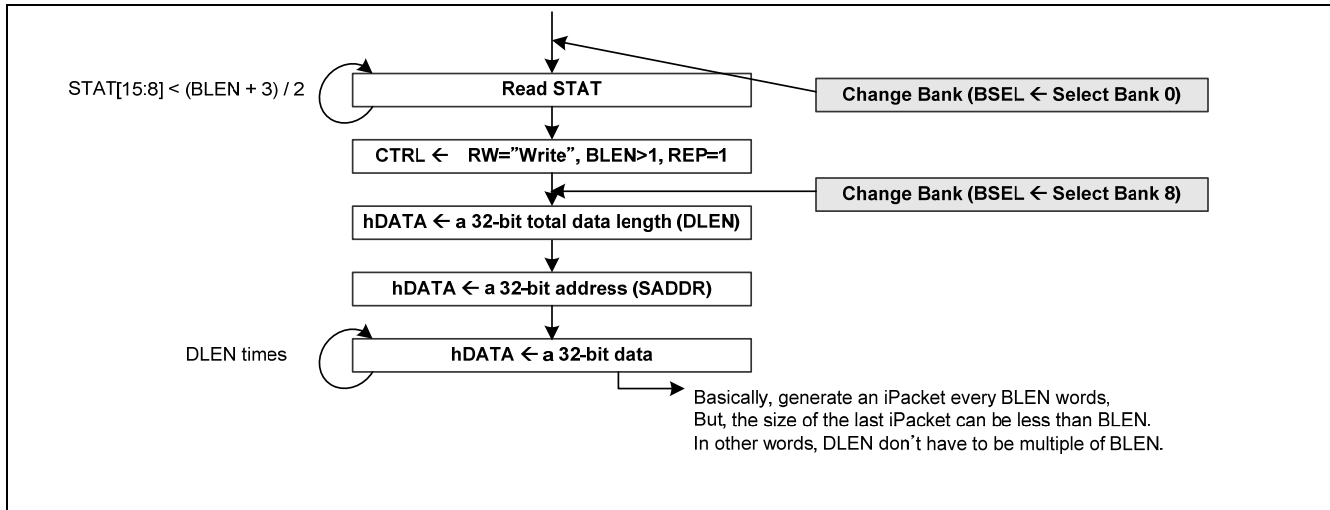 STAT[15:8] < (BLEN + 3) / 2
Read STAT
Change Bank (BSEL ← Select Bank 0)
CTRL ← RW="Write", BLEN>1, REP=1
Change Bank (BSEL ← Select Bank 8)
hDATA ← a 32-bit total data length (DLEN)
hDATA ← a 32-bit address (SADDR)
DLEN times
hDATA ← a 32-bit data
Basically, generate an iPacket every BLEN words,
But, the size of the last iPacket can be less than BLEN.
In other words, DLEN don't have to be multiple of BLEN.